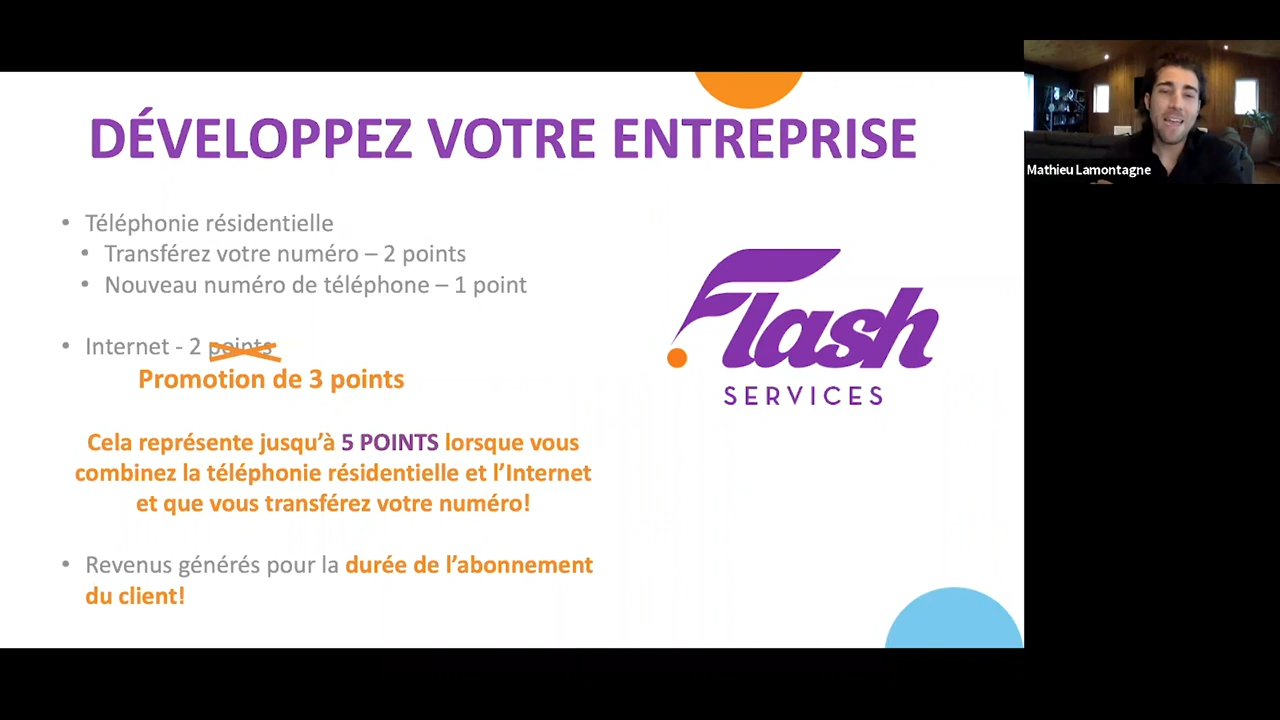 DÉVELOPPEZ VOTRE ENTREPRISE
Mathieu Lamontagne
• Téléphonie résidentielle
• Transférez votre numéro – 2 points
• Nouveau numéro de téléphone – 1 point
• Internet - 2 points
Promotion de 3 points
Flash
SERVICES
Cela représente jusqu’à 5 POINTS lorsque vous
combinez la téléphonie résidentielle et l’Internet
et que vous transférez votre numéro!
• Revenus générés pour la durée de l’abonnement
du client!